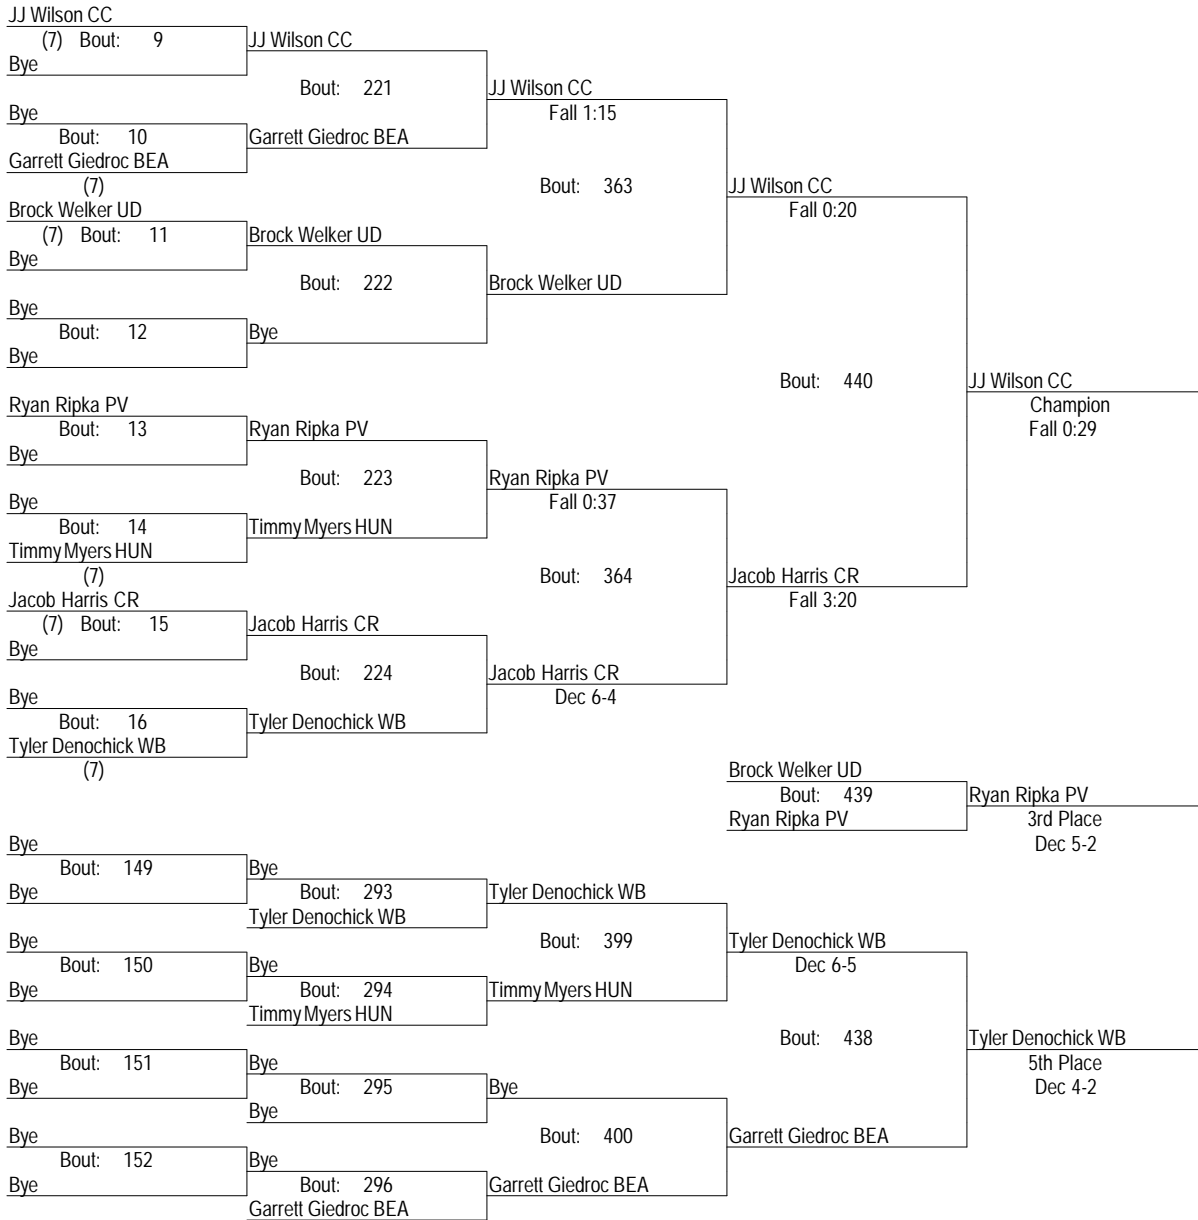 JJ Wilson CC
(7) Bout: 9 JJ Wilson CC
Bye
Bout: 221 JJ Wilson CC
Bye Fall 1:15
Bout: 10 Garrett Giedroc BEA
Garrett Giedroc BEA
(7) Bout: 363 JJ Wilson CC
Brock Welker UD Fall 0:20
(7) Bout: 11 Brock Welker UD
Bye
Bout: 222 Brock Welker UD
Bye
Bout: 12 Bye
Bye
Bout: 440 JJ Wilson CC
Ryan Ripka PV Champion
Bout: 13 Ryan Ripka PV Fall 0:29
Bye
Bout: 223 Ryan Ripka PV
Bye Fall 0:37
Bout: 14 Timmy Myers HUN
Timmy Myers HUN
(7) Bout: 364 Jacob Harris CR
Jacob Harris CR Fall 3:20
(7) Bout: 15 Jacob Harris CR
Bye
Bout: 224 Jacob Harris CR
Bye Dec 6-4
Bout: 16 Tyler Denochick WB
Tyler Denochick WB
(7) Brock Welker UD
Bout: 439 Ryan Ripka PV
Ryan Ripka PV 3rd Place
Bye Dec 5-2
Bout: 149 Bye
Bye Bout: 293 Tyler Denochick WB
Tyler Denochick WB
Bye Bout: 399 Tyler Denochick WB
Bout: 150 Bye Dec 6-5
Bye Bout: 294 Timmy Myers HUN
Timmy Myers HUN
Bye Bout: 438 Tyler Denochick WB
Bout: 151 Bye 5th Place
Bye Bout: 295 Bye Dec 4-2
Bye
Bye Bout: 400 Garrett Giedroc BEA
Bout: 152 Bye
Bye Bout: 296 Garrett Giedroc BEA
Garrett Giedroc BEA